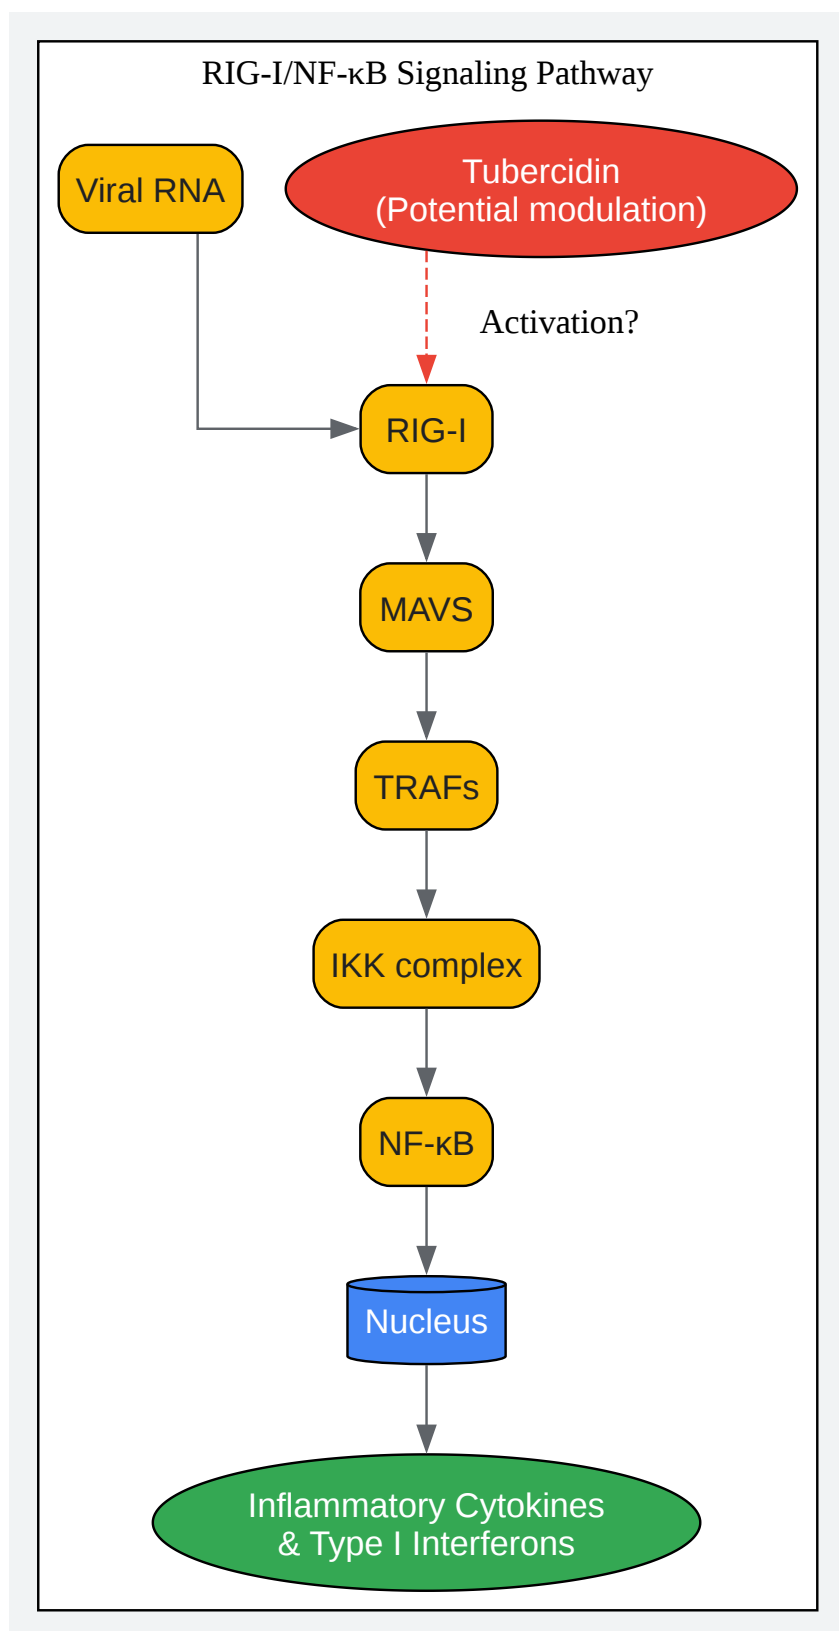 RIG-I/NF-κB Signaling Pathway
Viral RNA
Tubercidin
(Potential modulation)
Activation?
RIG-I
MAVS
TRAFs
IKK complex
NF-κB
Nucleus
Inflammatory Cytokines
& Type I Interferons